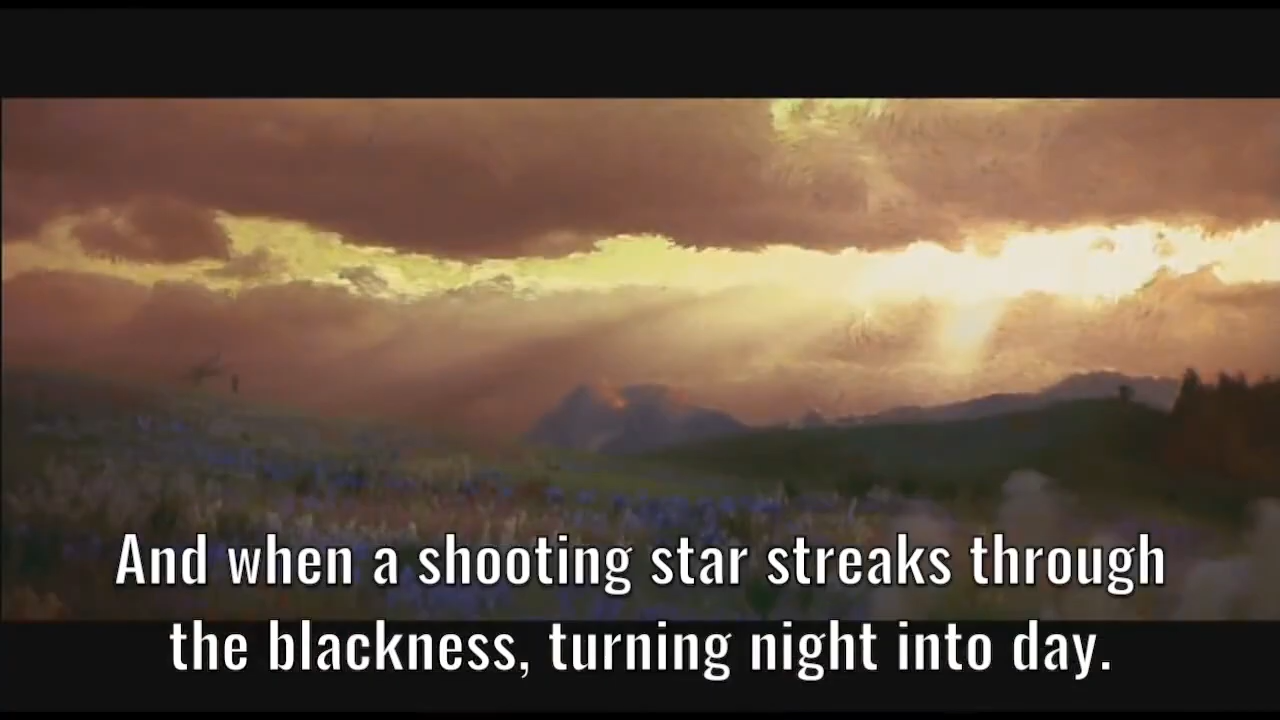 And when a shooting star streaks through
the blackness, turning night into day.